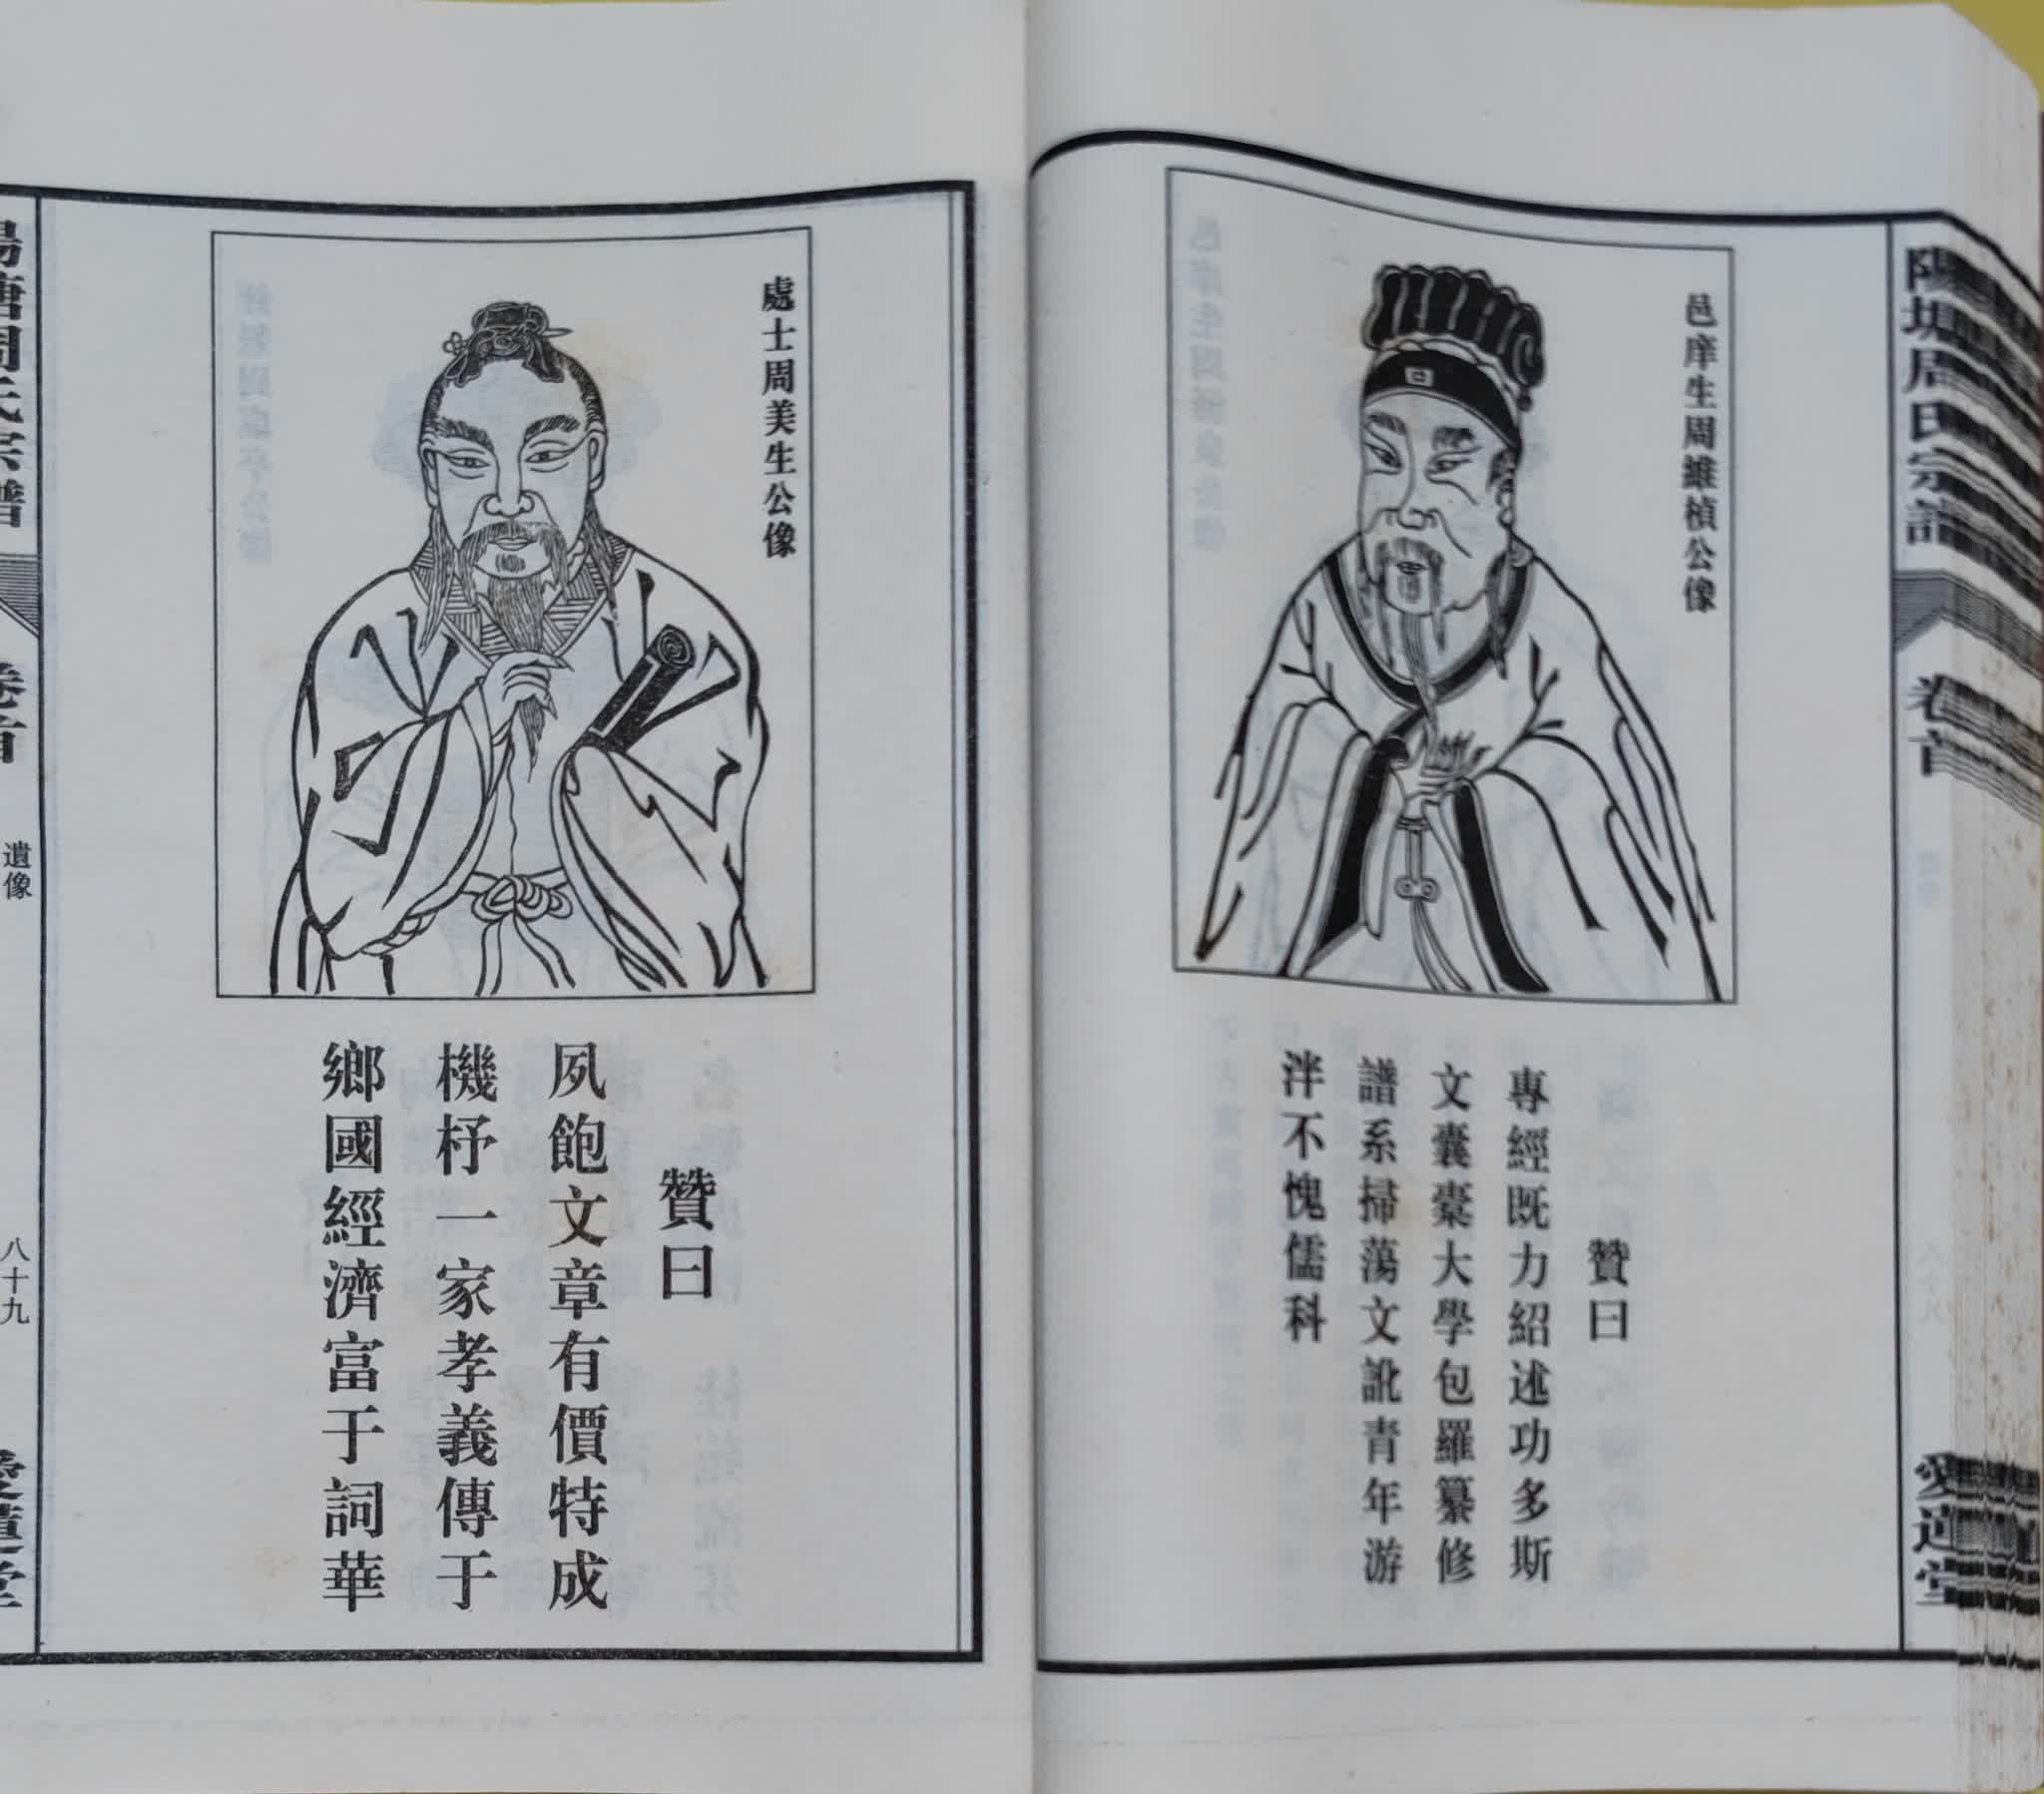 陽塘周氏宗譜
卷首
愛蓮堂
邑庠生周維楨公像
贊曰
專經既力紹述功多斯
文囊橐大學包羅纂修
譜系掃蕩文訛青年游
泮不愧儒科
處士周美生公像
贊曰
夙飽文章有價特成
機杼一家孝義傳于
鄉國經濟富于詞華
陽塘周氏宗譜
卷首
遺像
八十九
愛蓮堂